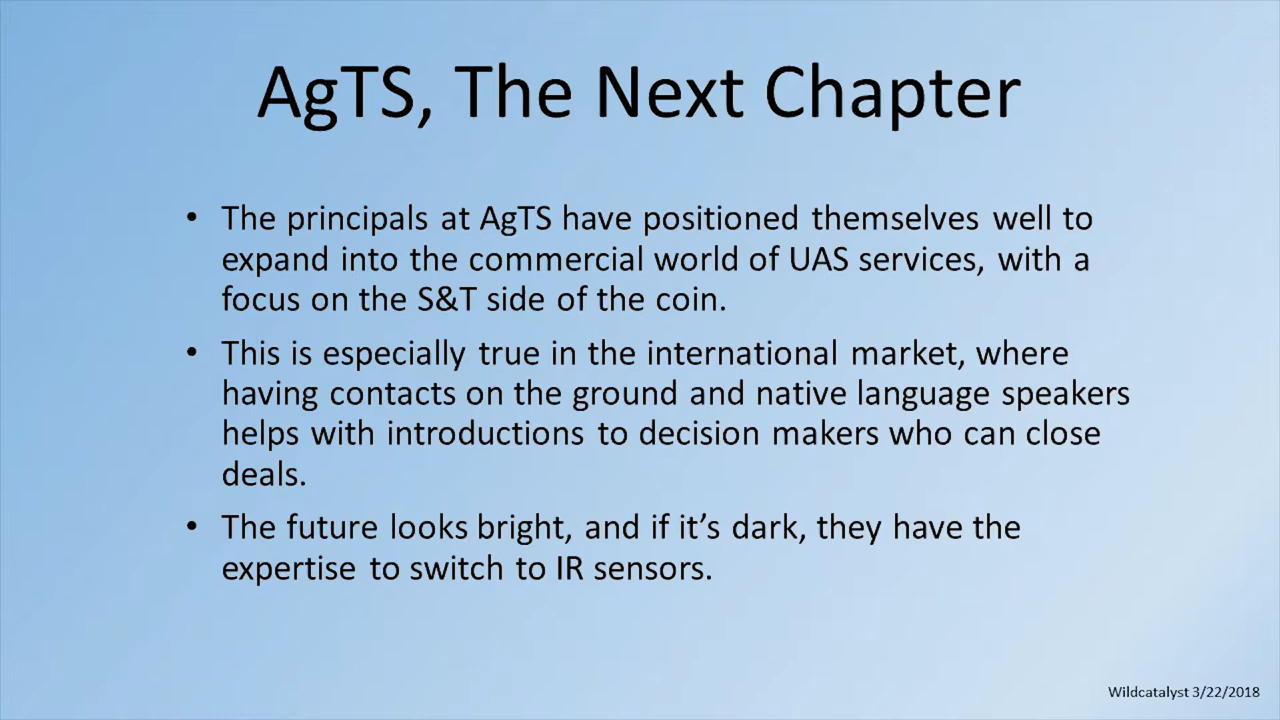 AgTS, The Next Chapter
• The principals at AgTS have positioned themselves well to
expand into the commercial world of UAS services, with a
focus on the S&T side of the coin.
• This is especially true in the international market, where
having contacts on the ground and native language speakers
helps with introductions to decision makers who can close
deals.
• The future looks bright, and if it’s dark, they have the
expertise to switch to IR sensors.
Wildcatalyst 3/22/2018